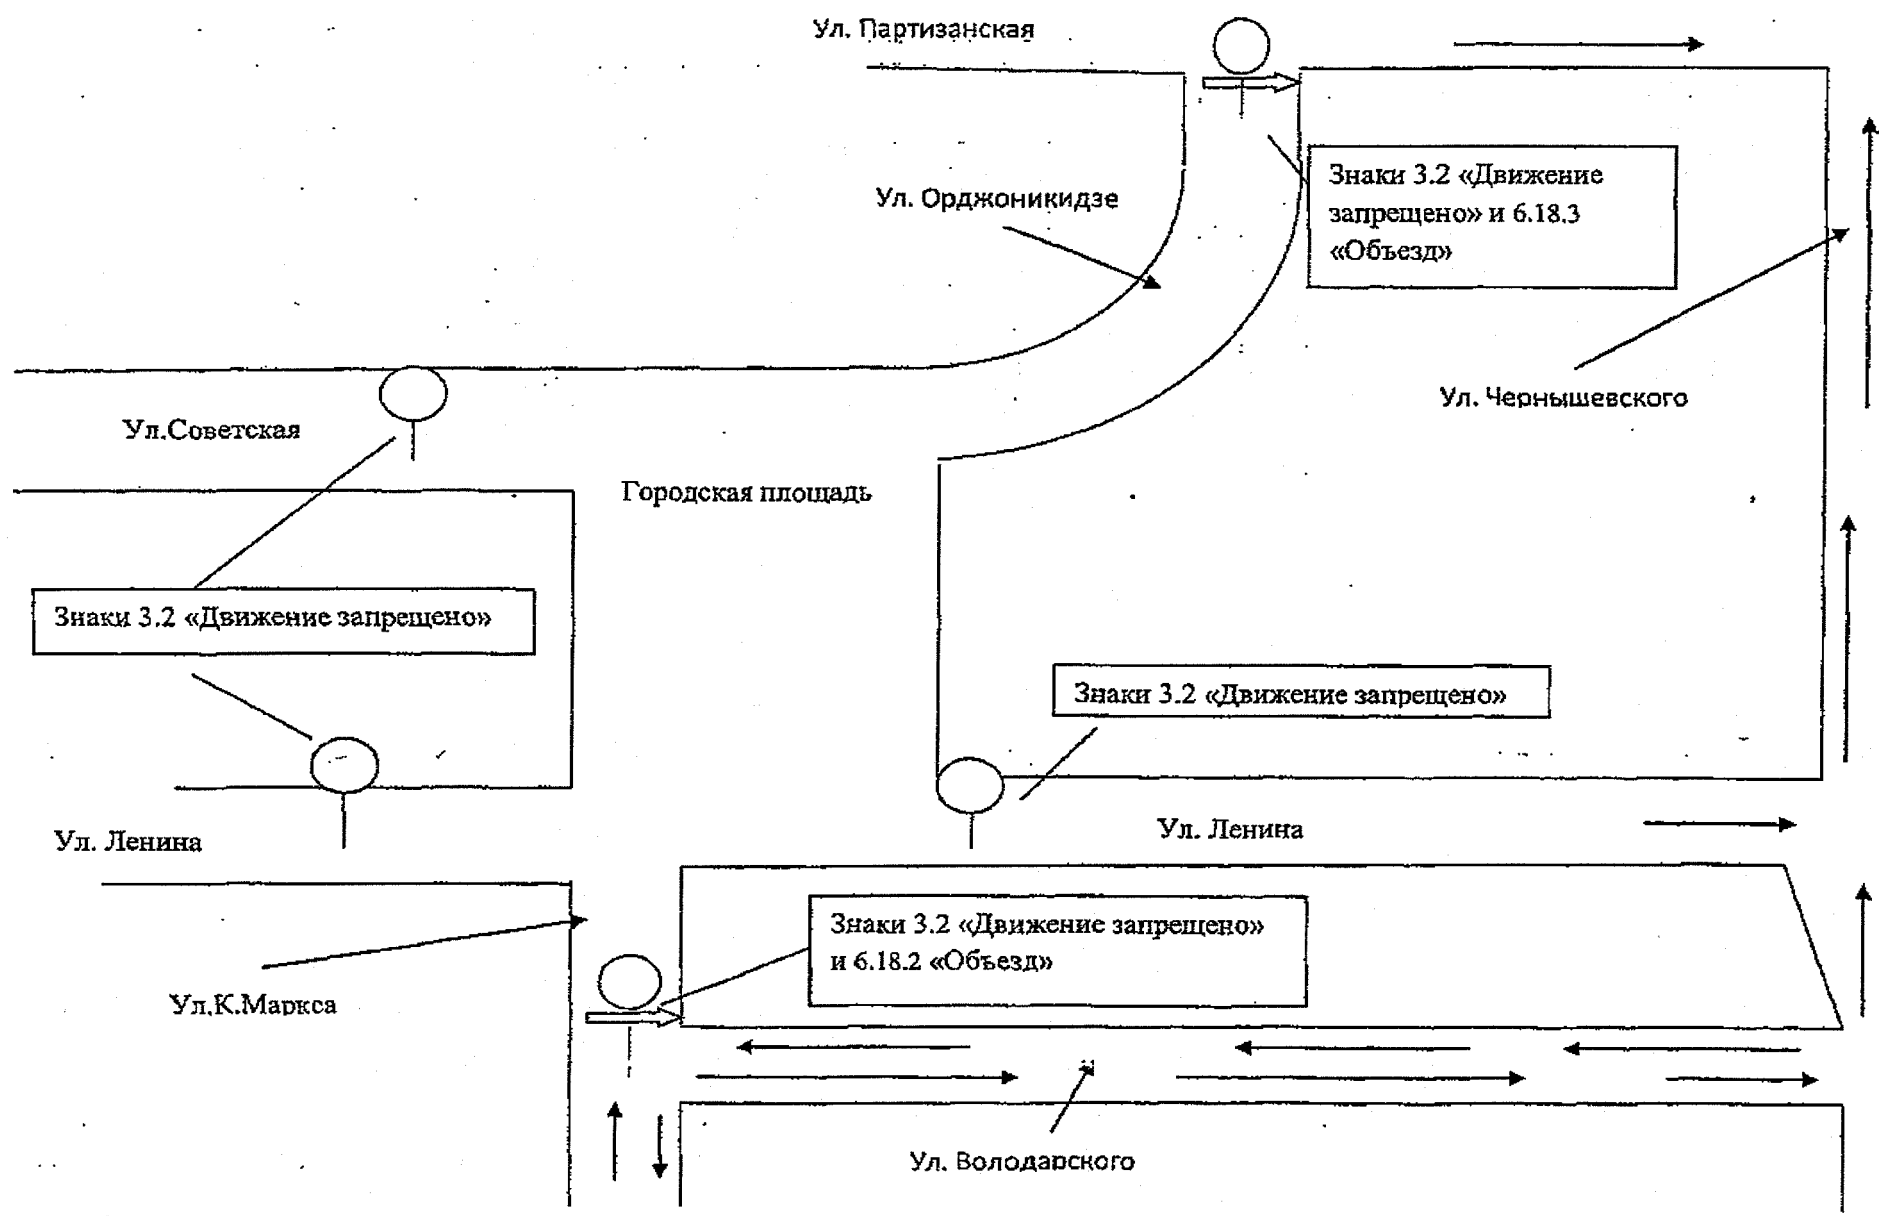 Ул. Партизанская
Знаки 3.2 «Движение
запрещено» и 6.18.3
«Объезд»
Ул. Орджоникидзе
Ул. Чернышевского
Ул.Советская
Городская площадь
Знаки 3.2 «Движение запрещено»
Знаки 3.2 «Движение запрещено»
Ул. Ленина
Ул. Ленина
Знаки 3.2 «Движение запрещено»
и 6.18.2 «Объезд»
Ул.К.Маркса
Ул. Володарского